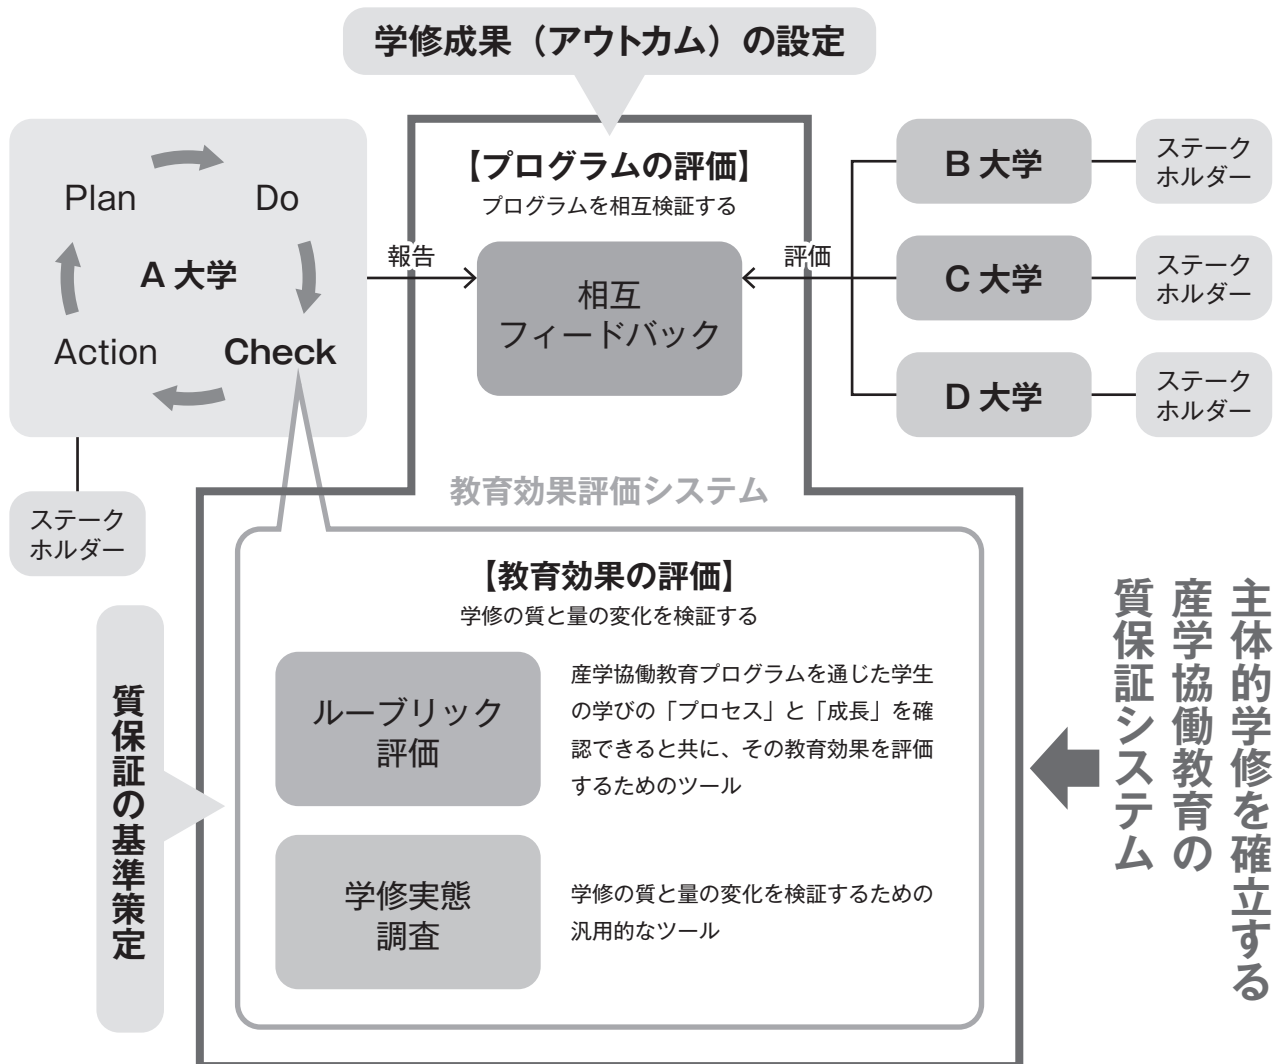 学修成果（アウトカム）の設定
Plan
Do
A 大学
Action
Check
ステーク
ホルダー
【プログラムの評価】
プログラムを相互検証する
報告
相互
フィードバック
評価
B 大学
ステーク
ホルダー
C 大学
ステーク
ホルダー
D 大学
ステーク
ホルダー
教育効果評価システム
【教育効果の評価】
学修の質と量の変化を検証する
ルーブリック
評価
産学協働教育プログラムを通じた学生
の学びの「プロセス」と「成長」を確
認できると共に、その教育効果を評価
するためのツール
学修実態
調査
学修の質と量の変化を検証するための
汎用的なツール
質保証の基準策定
主体的学修を確立する
産学協働教育の
質保証システム